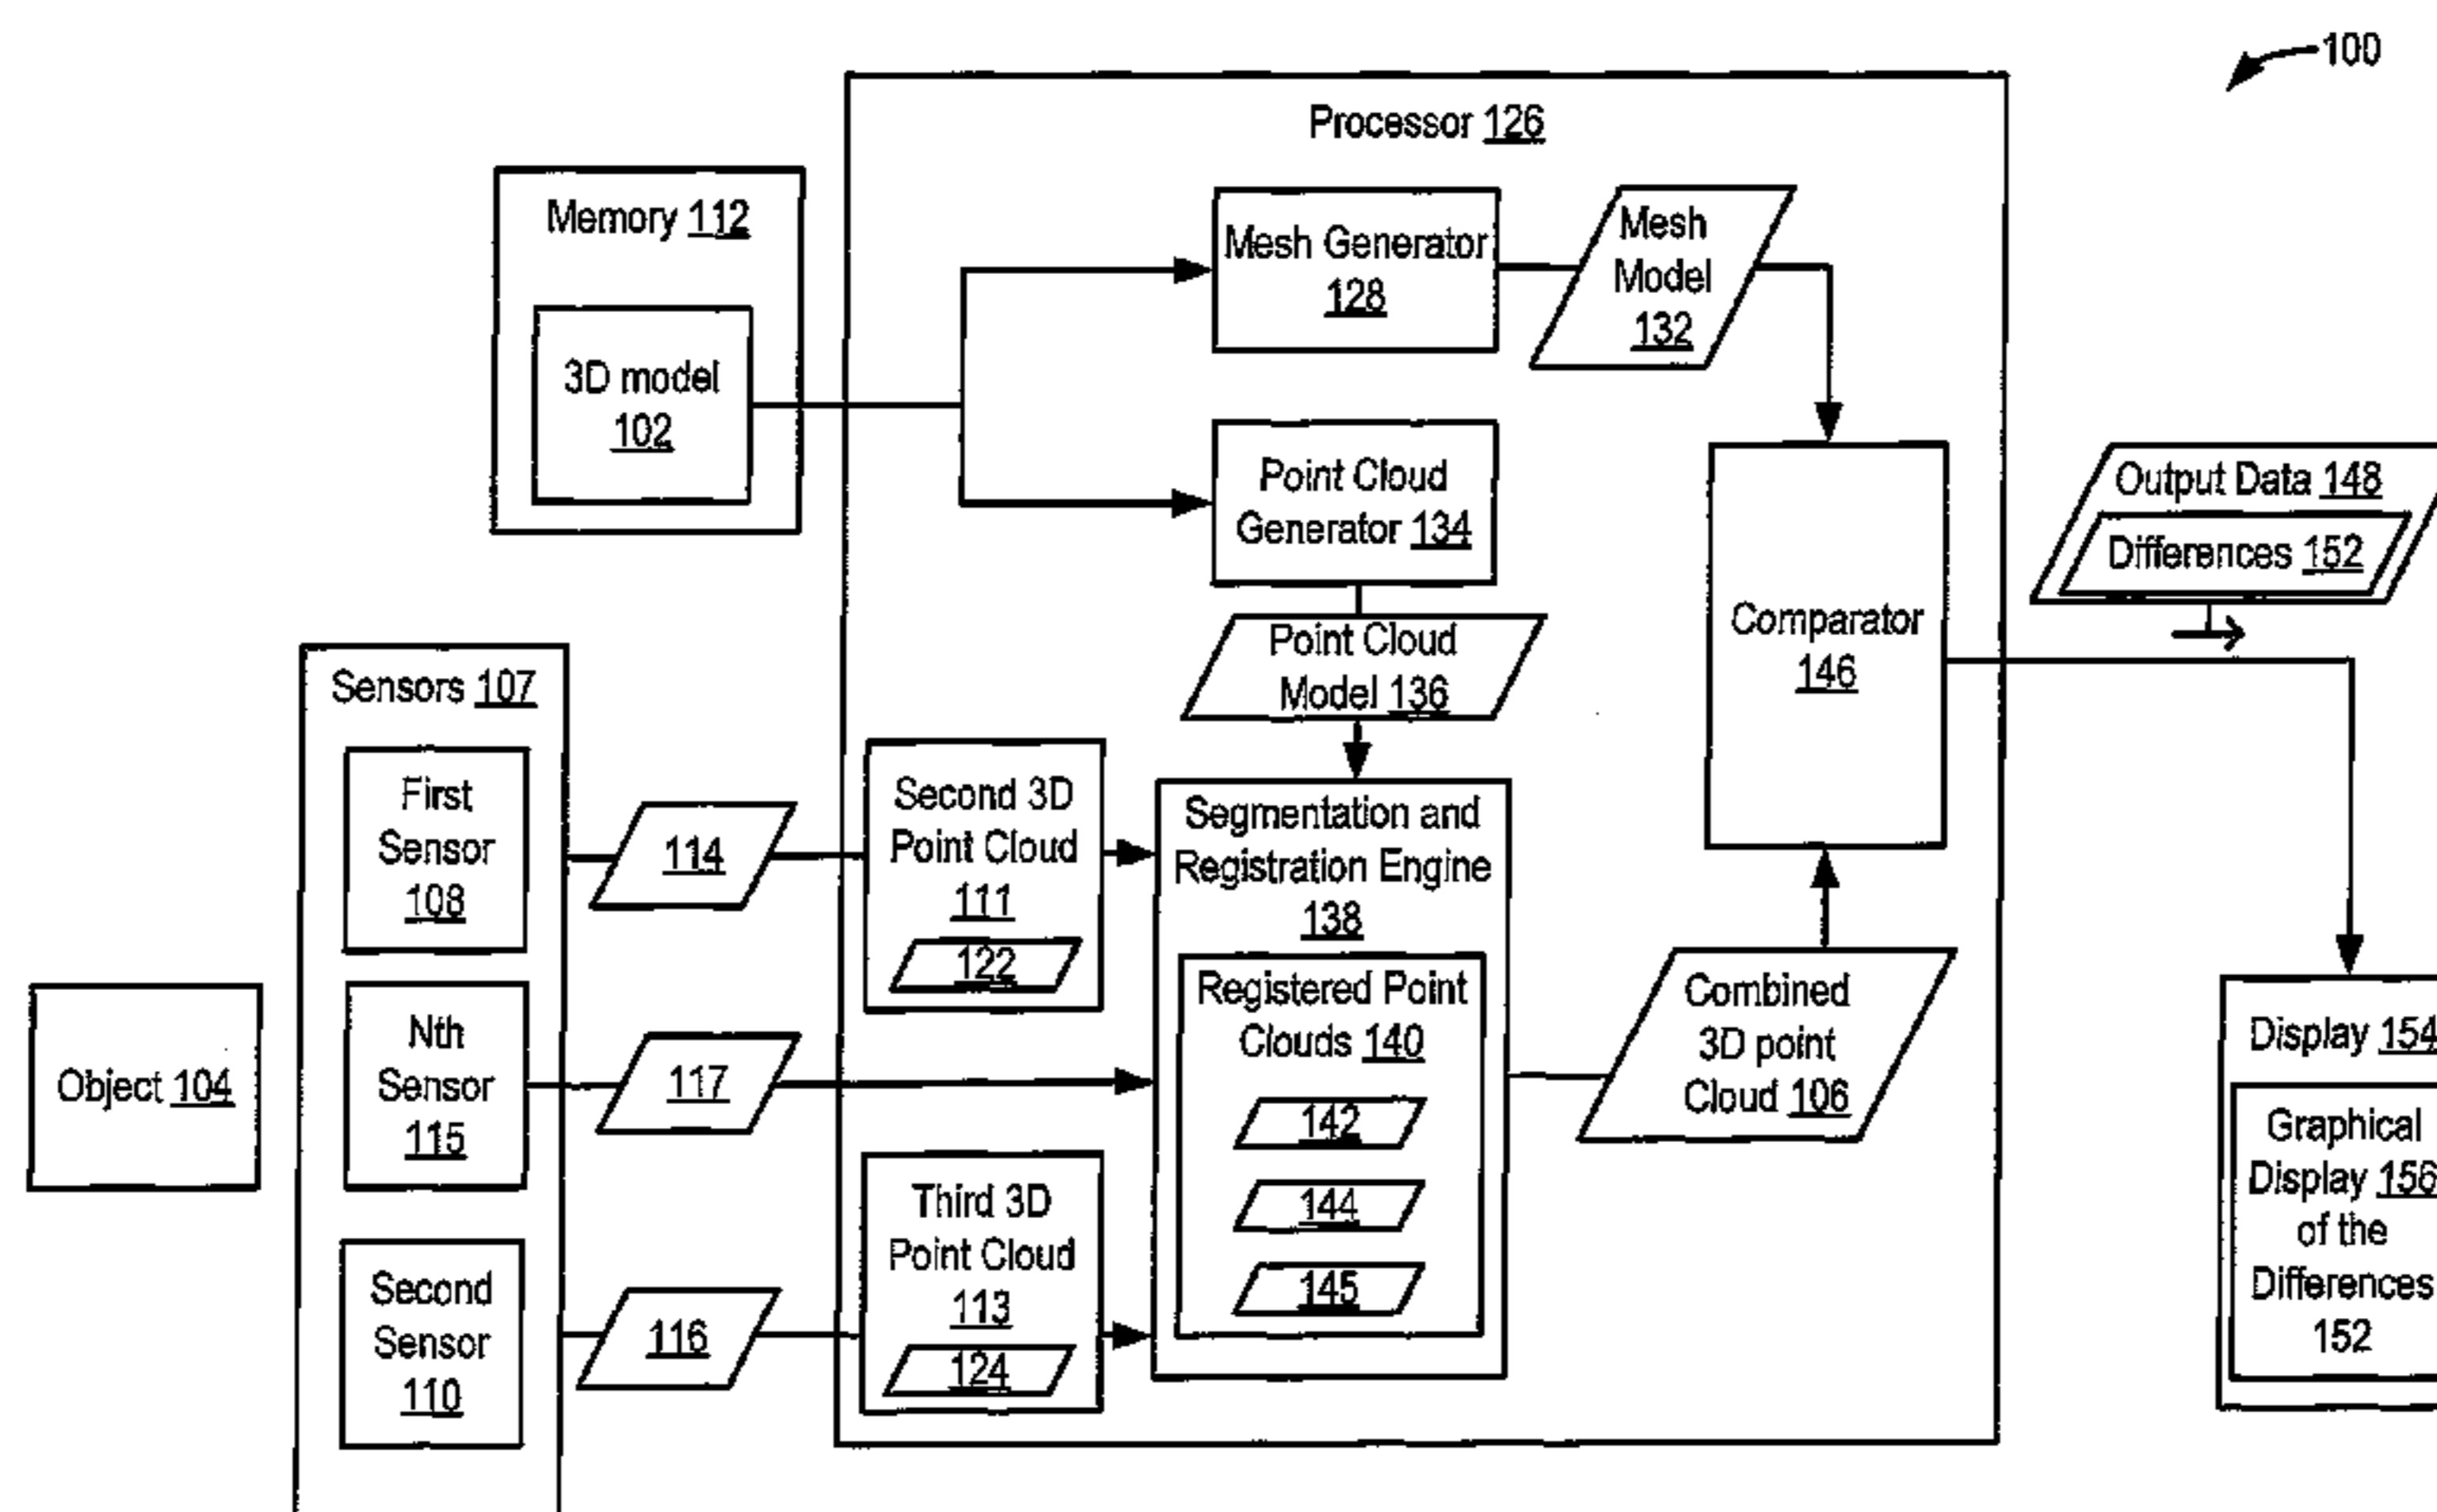 100
Processor 126
Memory 112
3D model
102
Mesh Generator
128
Mesh
Model
132
Point Cloud
Generator 134
Point Cloud
Model 136
Comparator
146
Output Data 148
Differences 152
Sensors 107
First
Sensor
108
Nth
Sensor
115
Second
Sensor
110
Object 104
114
117
116
Second 3D
Point Cloud
111
122
Third 3D
Point Cloud
113
124
Segmentation and
Registration Engine
138
Registered Point
Clouds 140
142
144
145
Combined
3D point
Cloud 106
Display 154
Graphical
Display 156
of the
Differences
152